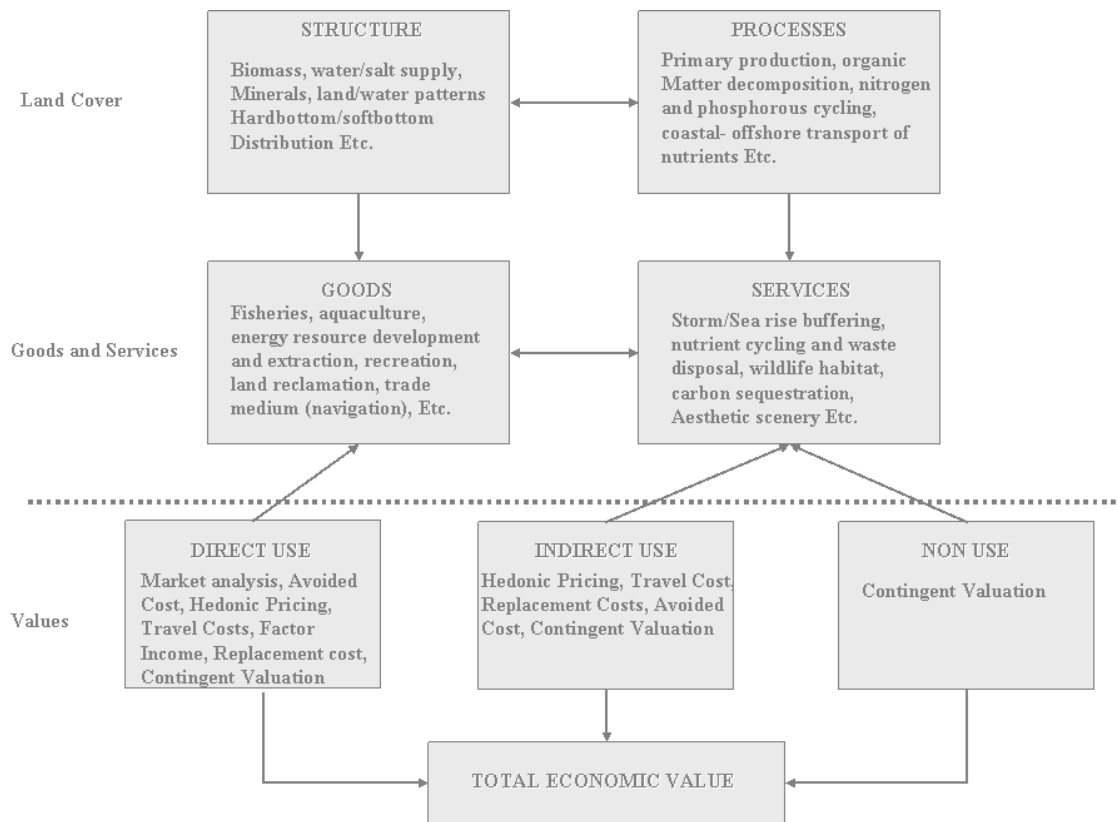 STRUCTURE
Biomass, water/salt supply,
Minerals, land/water patterns
Hardbottom/softbottom
Distribution Etc.
PROCESSES
Primary production, organic
Matter decomposition, nitrogen
and phosphorous cycling,
coastal- offshore transport of
nutrients Etc.
Land Cover
GOODS
Fisheries, aquaculture,
energy resource development
and extraction, recreation,
land reclamation, trade
medium (navigation), Etc.
SERVICES
Storm/Sea rise buffering,
nutrient cycling and waste
disposal, wildlife habitat,
carbon sequestration,
Aesthetic scenery Etc.
Goods and Services
DIRECT USE
Market analysis, Avoided
Cost, Hedonic Pricing,
Travel Costs, Factor
Income, Replacement cost,
Contingent Valuation
INDIRECT USE
Hedonic Pricing, Travel Cost,
Replacement Costs, Avoided
Cost, Contingent Valuation
NON USE
Contingent Valuation
Values
TOTAL ECONOMIC VALUE